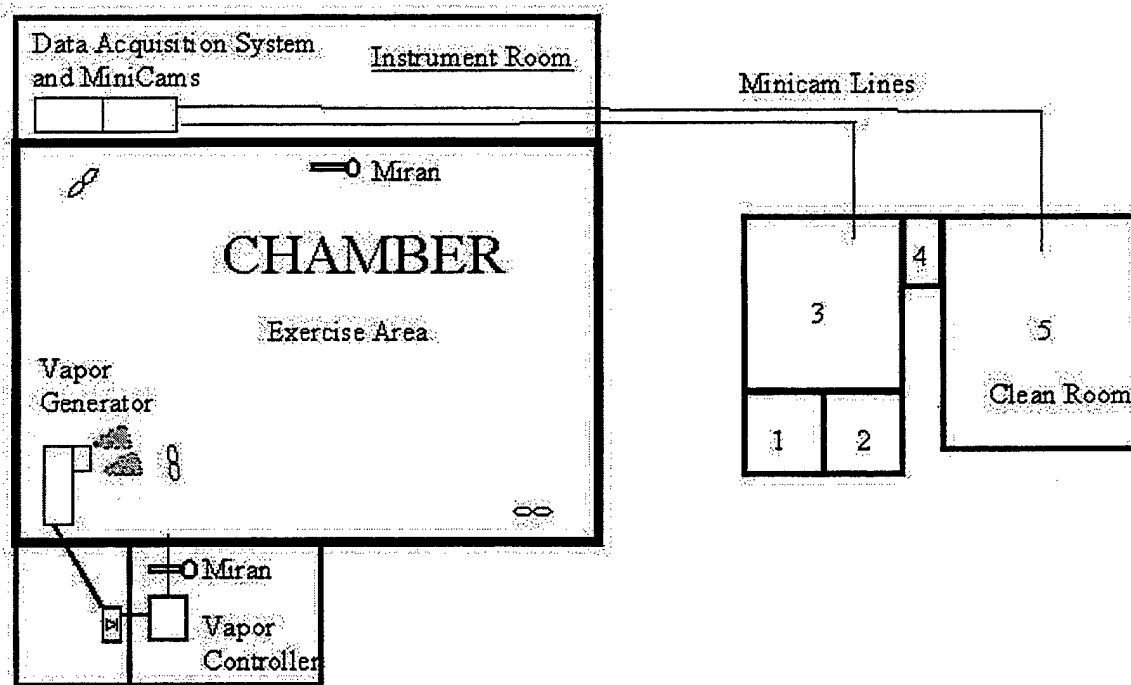 Data Acquisition System
and MiniCams
Instrument Room
Minicam Lines
Miran
CHAMBER
Exercise Area
Vapor
Generator
Miran
Vapor
Controller
3
4
5
Clean Room
1
2